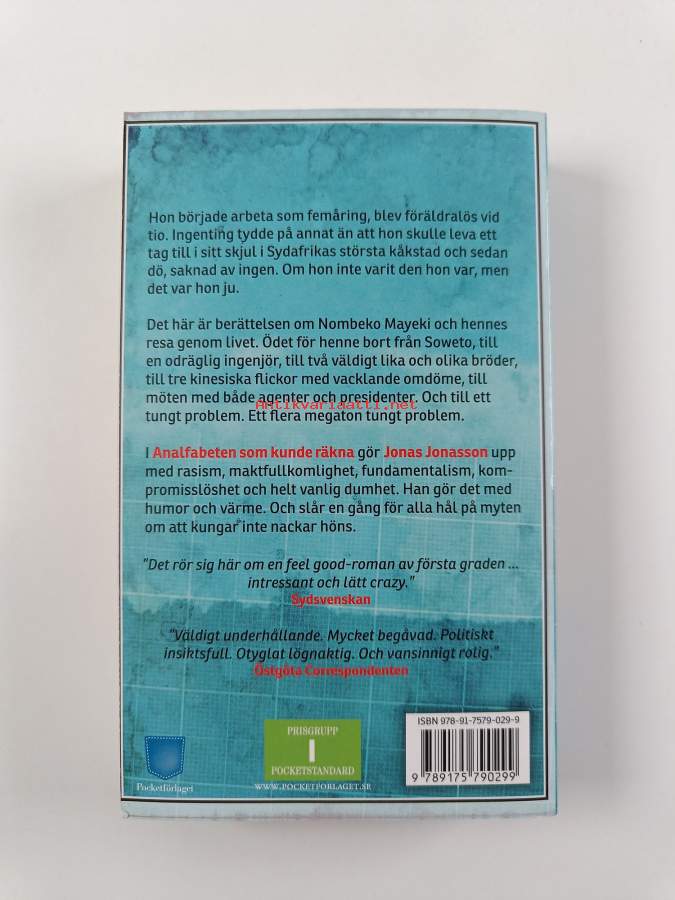 Hon började arbeta som femåring, blev föräldralös vid
tio. Ingenting tydde på annat än att hon skulle leva ett
tag till i sitt skjul i Sydafrikas största kåkstad och sedan
dö, saknad av ingen. Om hon inte varit den hon var, men
det var hon ju.
Det här är berättelsen om Nombeko Mayeki och hennes
resa genom livet. Ödet för henne bort från Soweto, till
en odräglig ingenjör, till två väldigt lika och olika bröder,
till tre kinesiska flickor med vacklande omdöme, till
möten med både agenter och presidenter. Och till ett
Antikvariaatti.net
tungt problem. Ett flera megaton tungt problem.
I Analfabeten som kunde räkna gör Jonas Jonasson upp
med rasism, maktfullkomlighet, fundamentalism, kom-
promisslöshet och helt vanlig dumhet. Han gör det med
humor och värme. Och slår en gång för alla hål på myten
om att kungar inte nackar höns.
"Det rör sig här om en feel good-roman av första graden ...
intressant och lätt crazy."
Sydsvenskan
"Väldigt underhållande. Mycket begåvad. Politiskt
insiktsfull. Otyglat lögnaktig. Och vansinnigt rolig."
Östgöta Correspondenten
ISBN 978-91-7579-029-9
9 789175 790299
PRISGRUPP
I
POCKETSTANDARD
WWW.POCKETFORLAGET.SE
Pocketförlaget